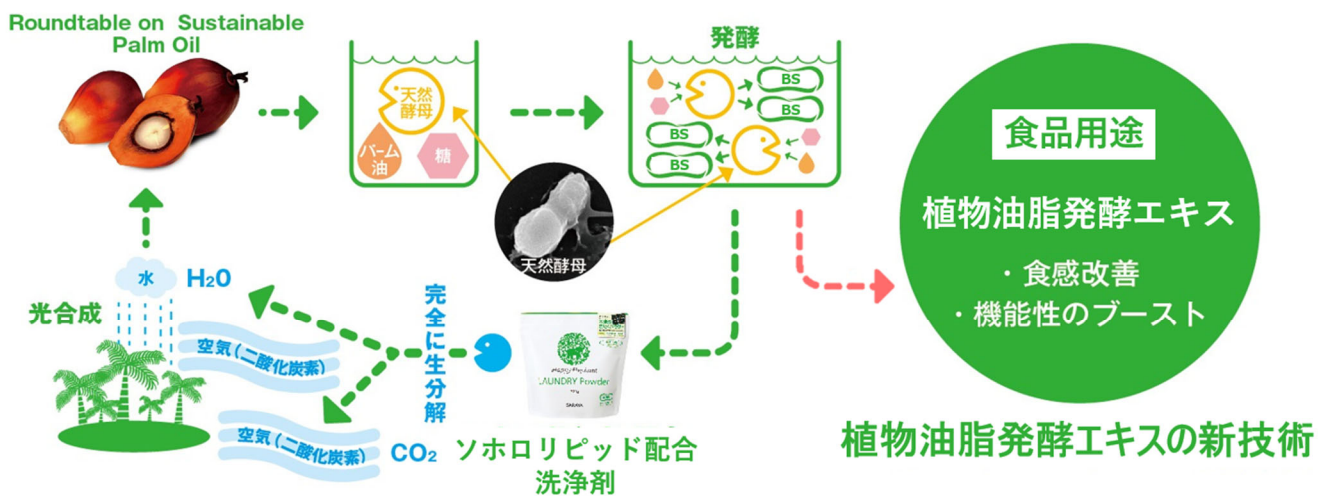 Roundtable on Sustainable
Palm Oil
天然
酵母
パーム
油
糖
発酵
BS
BS
BS
BS
天然酵母
食品用途
植物油脂発酵エキス
・食感改善
・機能性のブースト
植物油脂発酵エキスの新技術
水
H2O
光合成
空気(二酸化炭素)
空気(二酸化炭素)
CO2
完全に生分解
LAUNDRY Powder
SARAYA
ソホロリピッド配合
洗浄剤